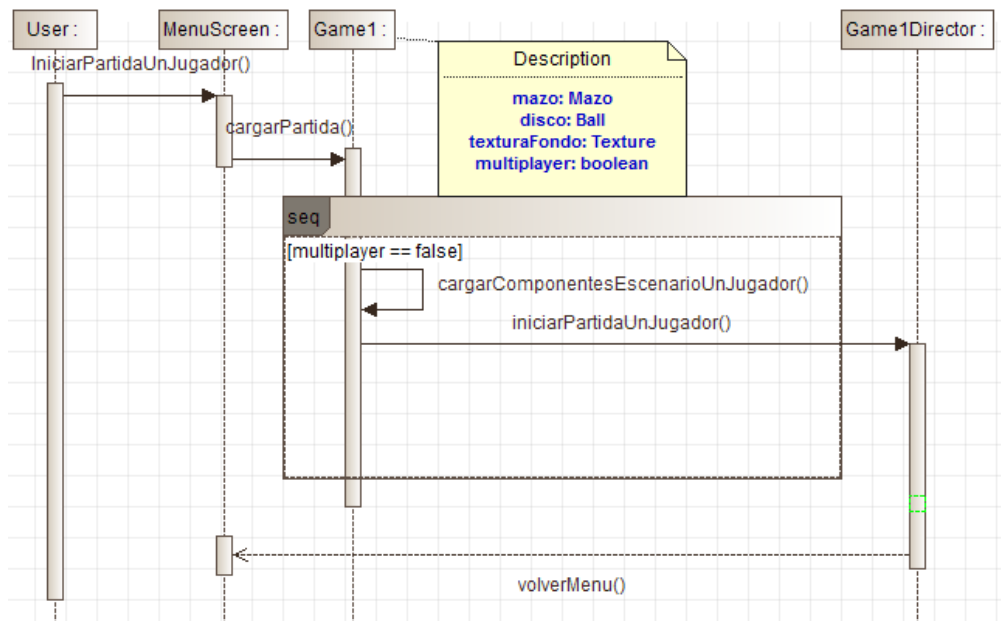 User :
MenuScreen :
Game1 :
Game1Director :
Description
mazo: Mazo
disco: Ball
texturaFondo: Texture
multiplayer: boolean
IniciarPartidaUnJugador()
cargarPartida()
seq
[multiplayer == false]
cargarComponentesEscenarioUnJugador()
iniciarPartidaUnJugador()
volverMenu()